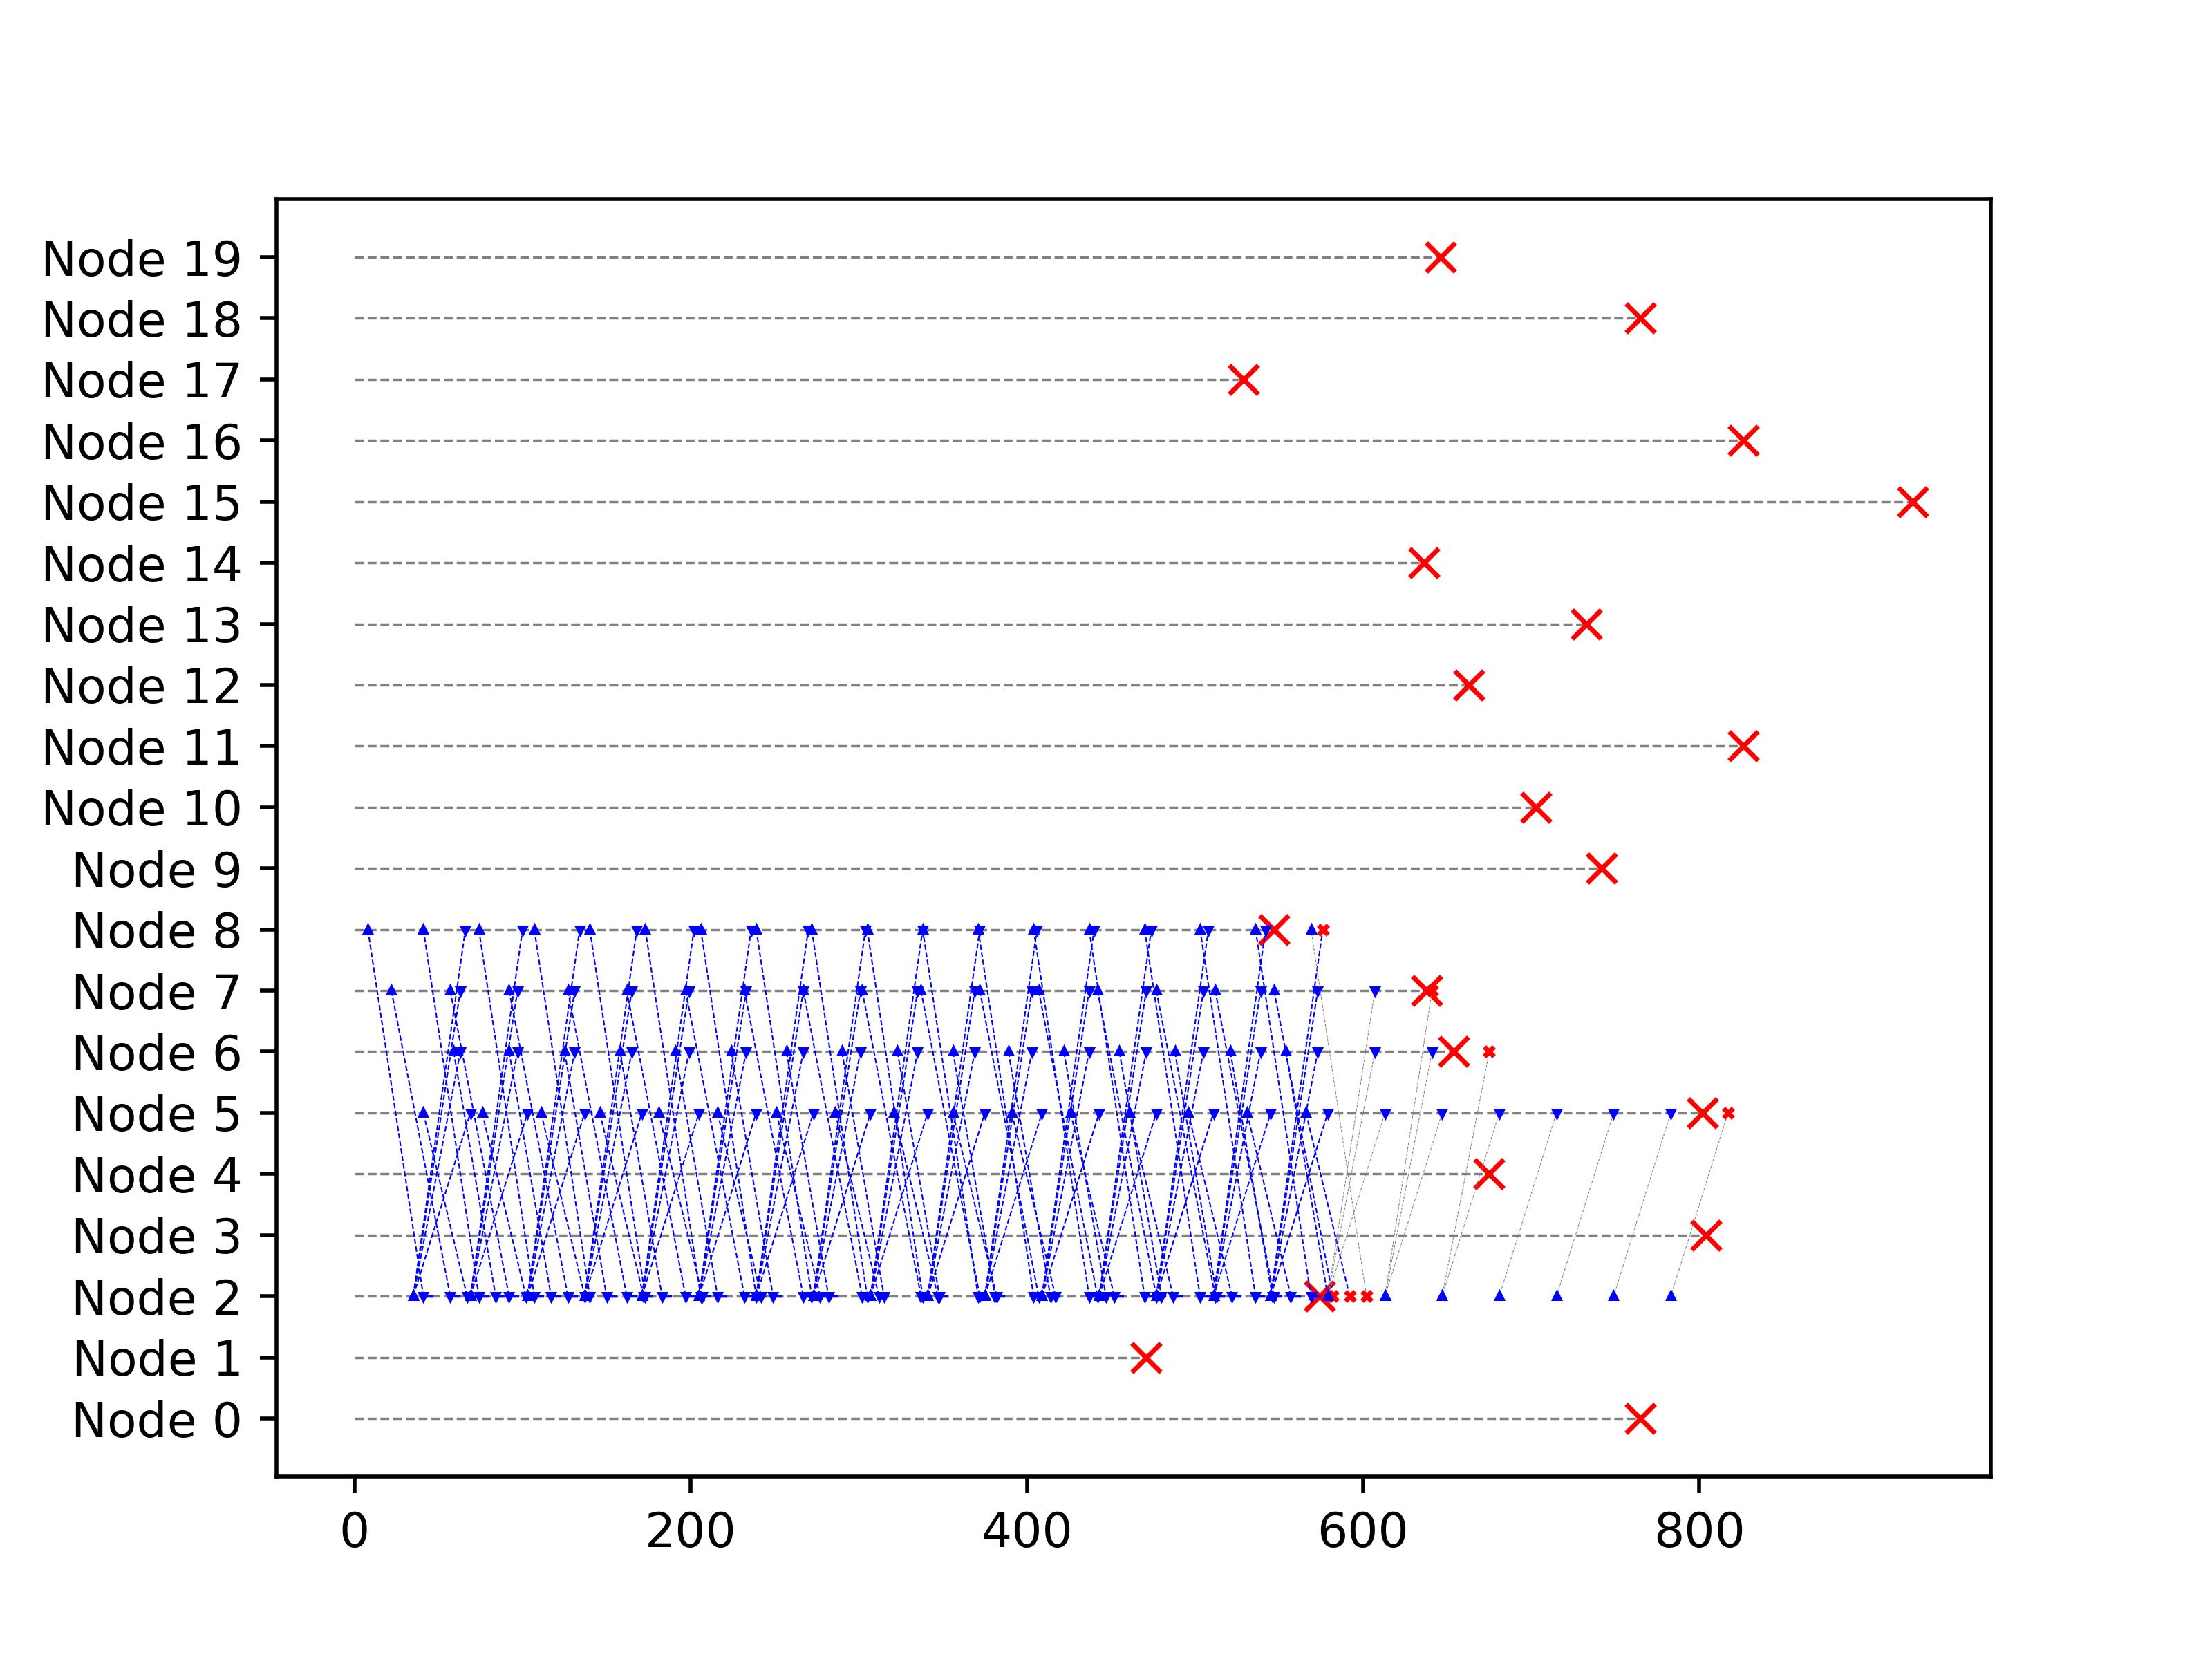 Node 19
Node 18
Node 17
Node 16
Node 15
Node 14
Node 13
Node 12
Node 11
Node 10
Node 9
Node 8
Node 7
Node 6
Node 5
Node 4
Node 3
Node 2
Node 1
Node 0
0 200 400 600 800